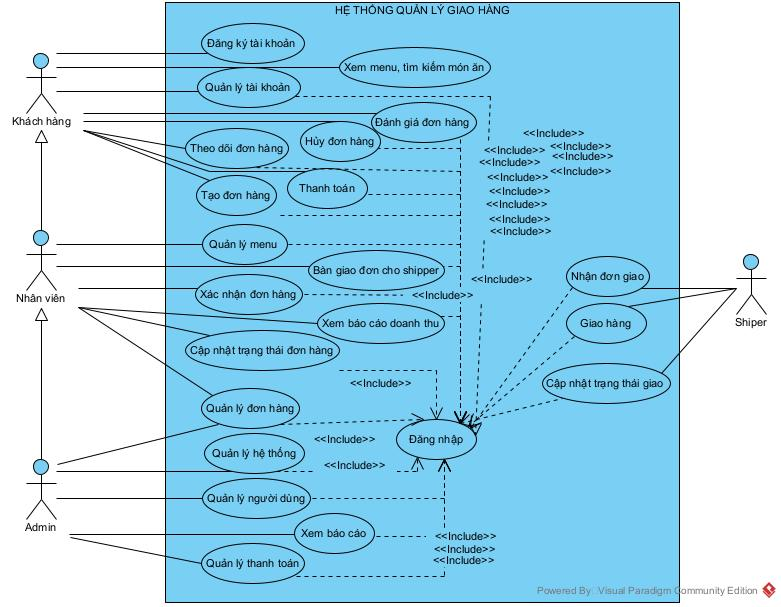 HỆ THỐNG QUẢN LÝ GIAO HÀNG
Đăng ký tài khoản
Xem menu, tìm kiếm món ăn
Quản lý tài khoản
Khách hàng
Đánh giá đơn hàng
<<Include>>
Hủy đơn hàng
Theo dõi đơn hàng
<<Include>>
<<Include>>
<<Include>>
<<Include>>
<<Include>>
<<Include>>
Thanh toán
Tạo đơn hàng
<<Include>>
<<Include>>
<<Include>>
<<Include>>
Quản lý menu
Bàn giao đơn cho shipper
<<Include>>
Nhận đơn giao
Nhân viên
Xác nhận đơn hàng
<<Include>>
Xem báo cáo doanh thu
Giao hàng
Shiper
Cập nhật trạng thái đơn hàng
<<Include>>
Cập nhật trạng thái giao
Quản lý đơn hàng
<<Include>>
Đăng nhập
Quản lý hệ thống
<<Include>>
Quản lý người dùng
Admin
Xem báo cáo
<<Include>>
<<Include>>
<<Include>>
Quản lý thanh toán
Powered By Visual Paradigm Community Edition